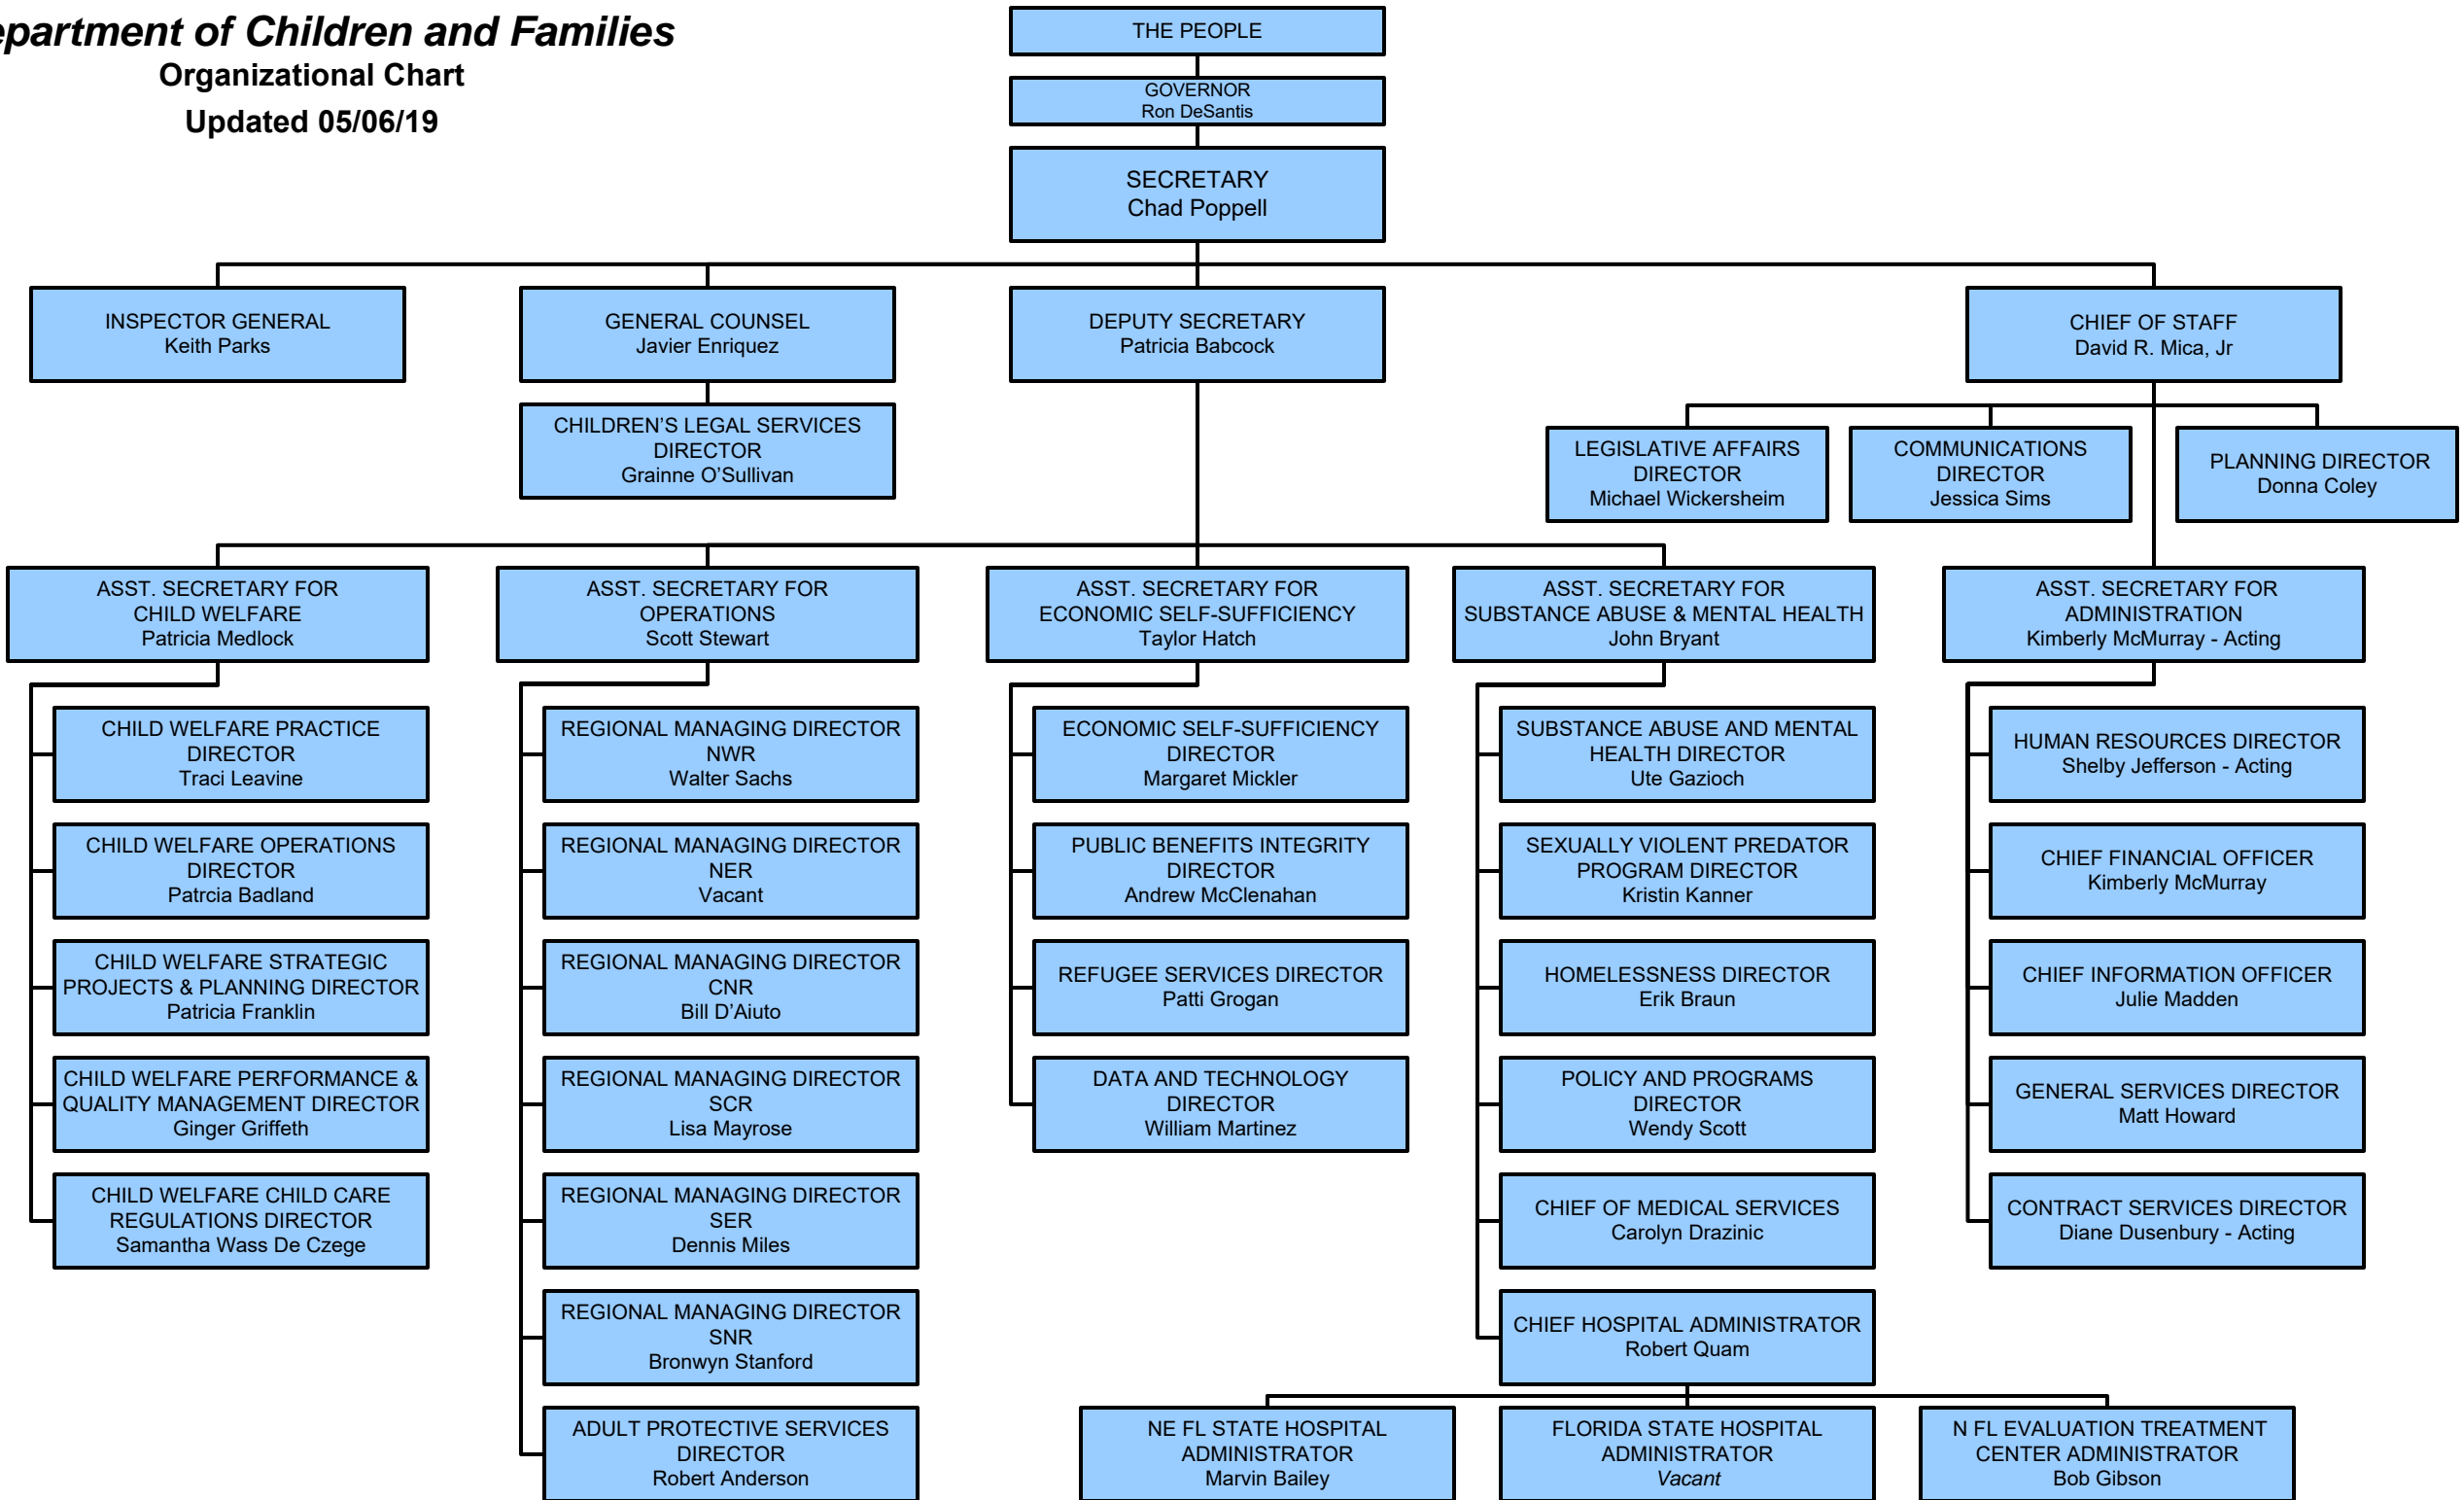 epartment of Children and Families
Organizational Chart
Updated 05/06/19
THE PEOPLE
GOVERNOR
Ron DeSantis
SECRETARY
Chad Poppell
INSPECTOR GENERAL
Keith Parks
GENERAL COUNSEL
Javier Enriquez
DEPUTY SECRETARY
Patricia Babcock
CHIEF OF STAFF
David R. Mica, Jr
CHILDREN'S LEGAL SERVICES
DIRECTOR
Grainne O'Sullivan
LEGISLATIVE AFFAIRS
DIRECTOR
Michael Wickersheim
COMMUNICATIONS
DIRECTOR
Jessica Sims
PLANNING DIRECTOR
Donna Coley
ASST. SECRETARY FOR
CHILD WELFARE
Patricia Medlock
ASST. SECRETARY FOR
OPERATIONS
Scott Stewart
ASST. SECRETARY FOR
ECONOMIC SELF-SUFFICIENCY
Taylor Hatch
ASST. SECRETARY FOR
SUBSTANCE ABUSE & MENTAL HEALTH
John Bryant
ASST. SECRETARY FOR
ADMINISTRATION
Kimberly McMurray - Acting
CHILD WELFARE PRACTICE
DIRECTOR
Traci Leavine
CHILD WELFARE OPERATIONS
DIRECTOR
Patrcia Badland
CHILD WELFARE STRATEGIC
PROJECTS & PLANNING DIRECTOR
Patricia Franklin
CHILD WELFARE PERFORMANCE &
QUALITY MANAGEMENT DIRECTOR
Ginger Griffeth
CHILD WELFARE CHILD CARE
REGULATIONS DIRECTOR
Samantha Wass De Czege
REGIONAL MANAGING DIRECTOR
NWR
Walter Sachs
REGIONAL MANAGING DIRECTOR
NER
Vacant
REGIONAL MANAGING DIRECTOR
CNR
Bill D'Aiuto
REGIONAL MANAGING DIRECTOR
SCR
Lisa Mayrose
REGIONAL MANAGING DIRECTOR
SER
Dennis Miles
REGIONAL MANAGING DIRECTOR
SNR
Bronwyn Stanford
ADULT PROTECTIVE SERVICES
DIRECTOR
Robert Anderson
ECONOMIC SELF-SUFFICIENCY
DIRECTOR
Margaret Mickler
PUBLIC BENEFITS INTEGRITY
DIRECTOR
Andrew McClenahan
REFUGEE SERVICES DIRECTOR
Patti Grogan
DATA AND TECHNOLOGY
DIRECTOR
William Martinez
SUBSTANCE ABUSE AND MENTAL
HEALTH DIRECTOR
Ute Gazioch
SEXUALLY VIOLENT PREDATOR
PROGRAM DIRECTOR
Kristin Kanner
HOMELESSNESS DIRECTOR
Erik Braun
POLICY AND PROGRAMS
DIRECTOR
Wendy Scott
CHIEF OF MEDICAL SERVICES
Carolyn Drazinic
CHIEF HOSPITAL ADMINISTRATOR
Robert Quam
NE FL STATE HOSPITAL
ADMINISTRATOR
Marvin Bailey
FLORIDA STATE HOSPITAL
ADMINISTRATOR
Vacant
N FL EVALUATION TREATMENT
CENTER ADMINISTRATOR
Bob Gibson
HUMAN RESOURCES DIRECTOR
Shelby Jefferson - Acting
CHIEF FINANCIAL OFFICER
Kimberly McMurray
CHIEF INFORMATION OFFICER
Julie Madden
GENERAL SERVICES DIRECTOR
Matt Howard
CONTRACT SERVICES DIRECTOR
Diane Dusenbury - Acting